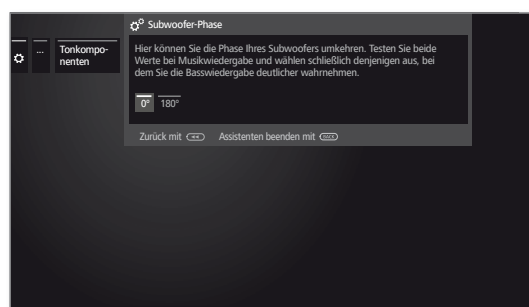 Subwoofer-Phase
...
Tonkompo-
nenten
Hier können Sie die Phase Ihres Subwoofers umkehren. Testen Sie beide
Werte bei Musikwiedergabe und wählen schließlich denjenigen aus, bei
dem Sie die Basswiedergabe deutlicher wahrnehmen.
0° 180°
Zurück mit Assistenten beenden mit BACK